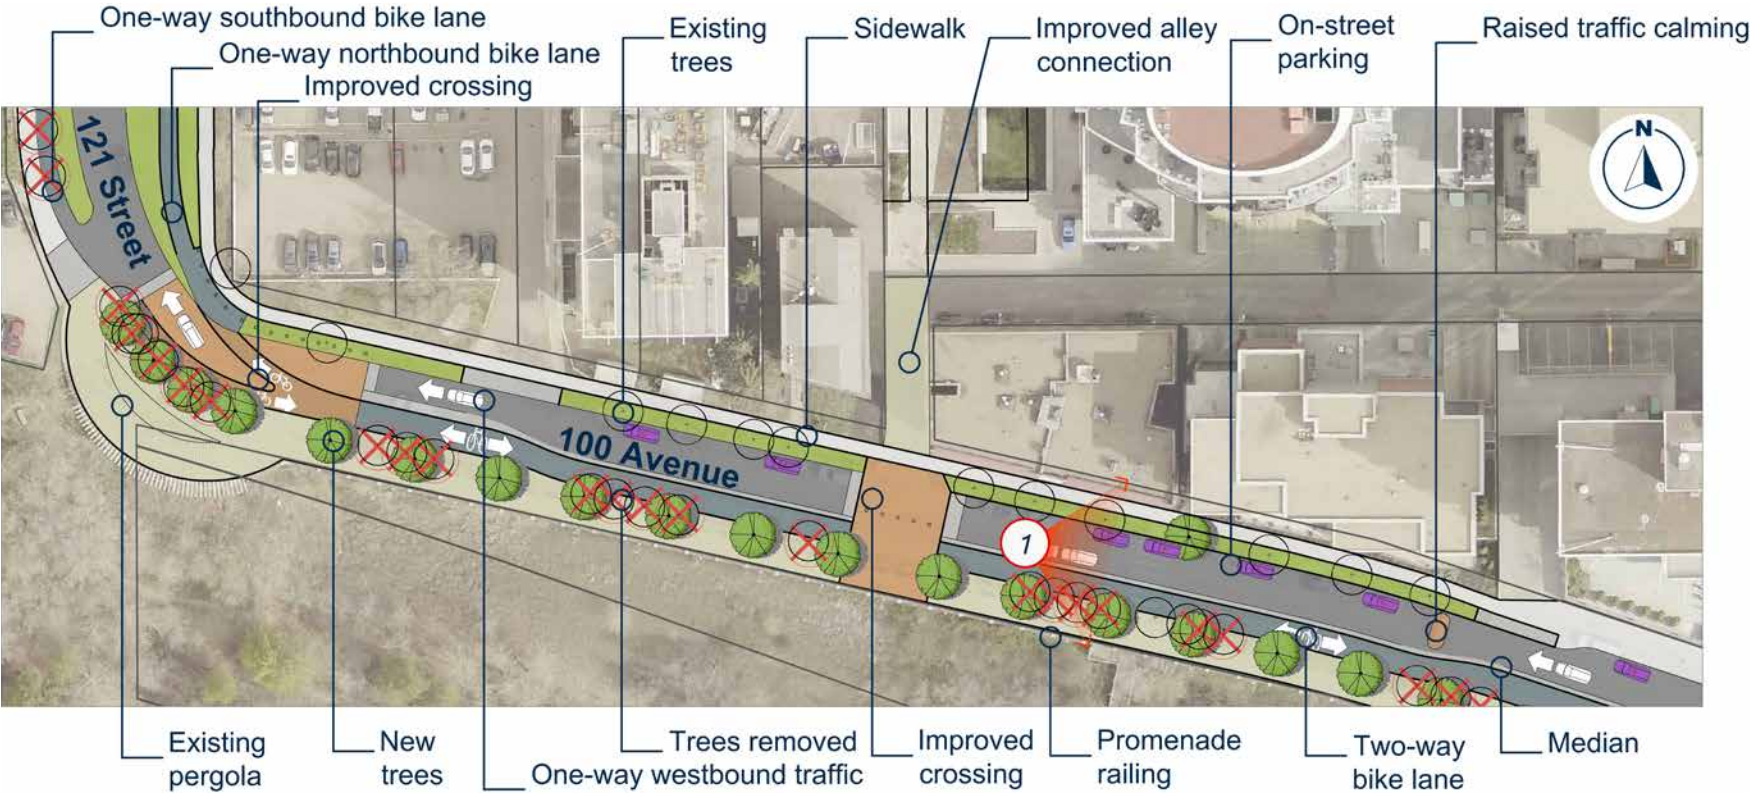 One-way southbound bike lane
One-way northbound bike lane
Improved crossing
Existing
trees
Sidewalk
Improved alley
connection
On-street
parking
Raised traffic calming
N
121 Street
100 Avenue
1
Existing
pergola
New
trees
One-way westbound traffic
Trees removed
Improved
crossing
Promenade
railing
Two-way
bike lane
Median